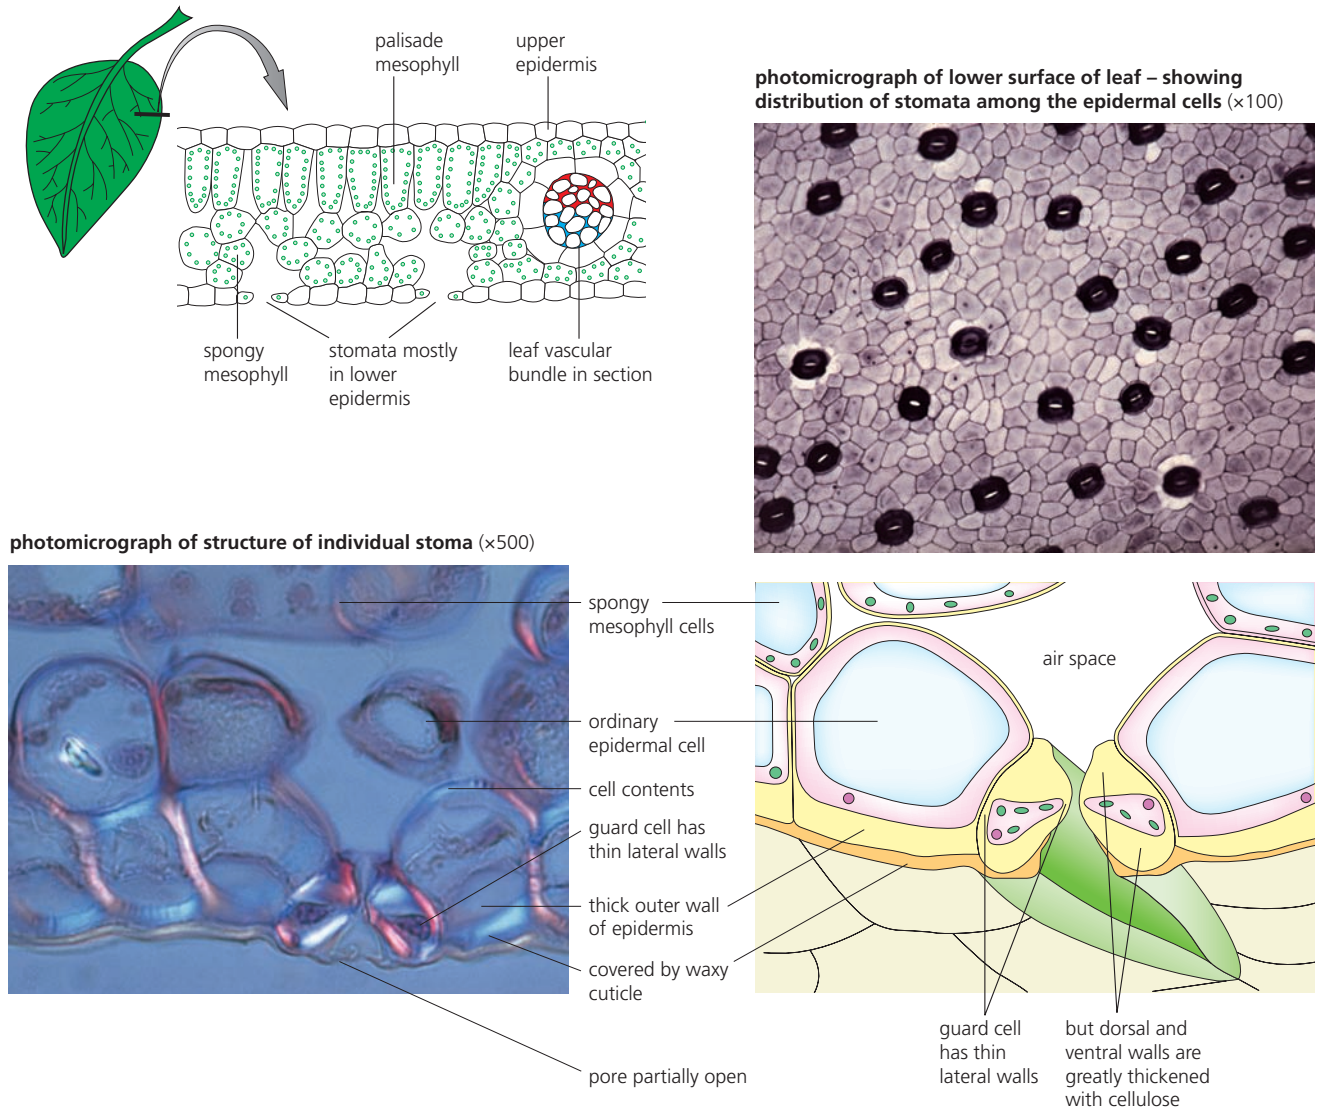 palisade
mesophyll
upper
epidermis
spongy
mesophyll
stomata mostly
in lower
epidermis
leaf vascular
bundle in section
photomicrograph of lower surface of leaf – showing
distribution of stomata among the epidermal cells (×100)
photomicrograph of structure of individual stoma (×500)
spongy
mesophyll cells
ordinary
epidermal cell
cell contents
guard cell has
thin lateral walls
thick outer wall
of epidermis
covered by waxy
cuticle
pore partially open
air space
guard cell
has thin
lateral walls
but dorsal and
ventral walls are
greatly thickened
with cellulose